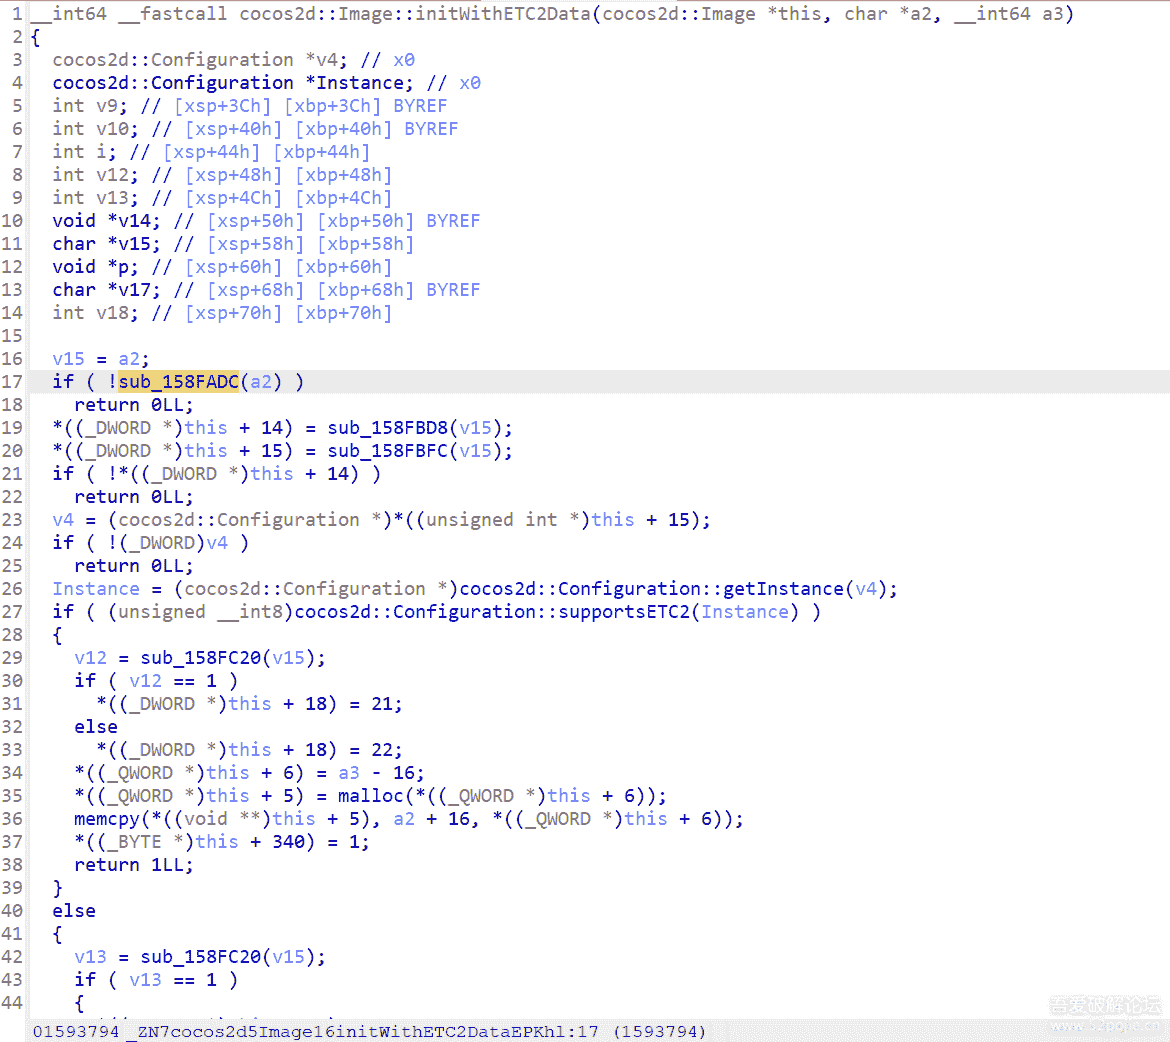 1 __int64 __fastcall cocos2d::Image::initWithETC2Data(cocos2d::Image *this, char *a2, __int64 a3)
2 {
3 cocos2d::Configuration *v4; // x0
4 cocos2d::Configuration *Instance; // x0
5 int v9; // [xsp+3Ch] [xbp+3Ch] BYREF
6 int v10; // [xsp+40h] [xbp+40h] BYREF
7 int i; // [xsp+44h] [xbp+44h]
8 int v12; // [xsp+48h] [xbp+48h]
9 int v13; // [xsp+4Ch] [xbp+4Ch]
10 void *v14; // [xsp+50h] [xbp+50h] BYREF
11 char *v15; // [xsp+58h] [xbp+58h]
12 void *p; // [xsp+60h] [xbp+60h]
13 char *v17; // [xsp+68h] [xbp+68h] BYREF
14 int v18; // [xsp+70h] [xbp+70h]
15
16 v15 = a2;
17 if ( !sub_158FADC(a2) )
18 return 0LL;
19 *((_DWORD *)this + 14) = sub_158FBD8(v15);
20 *((_DWORD *)this + 15) = sub_158FBFC(v15);
21 if ( !*((_DWORD *)this + 14) )
22 return 0LL;
23 v4 = (cocos2d::Configuration *)*((unsigned int *)this + 15);
24 if ( !(_DWORD)v4 )
25 return 0LL;
26 Instance = (cocos2d::Configuration *)cocos2d::Configuration::getInstance(v4);
27 if ( (unsigned __int8)cocos2d::Configuration::supportsETC2(Instance) )
28 {
29 v12 = sub_158FC20(v15);
30 if ( v12 == 1 )
31 *((_DWORD *)this + 18) = 21;
32 else
33 *((_DWORD *)this + 18) = 22;
34 *((_QWORD *)this + 6) = a3 - 16;
35 *((_QWORD *)this + 5) = malloc(*((_QWORD *)this + 6));
36 memcpy(*((void **)this + 5), a2 + 16, *((_QWORD *)this + 6));
37 *((_BYTE *)this + 340) = 1;
38 return 1LL;
39 }
40 else
41 {
42 v13 = sub_158FC20(v15);
43 if ( v13 == 1 )
44 {
01593794 _ZN7cocos2d5Image16initWithETC2DataEPKhl:17 (1593794)
吾爱破解论坛
www.52pojie.cn